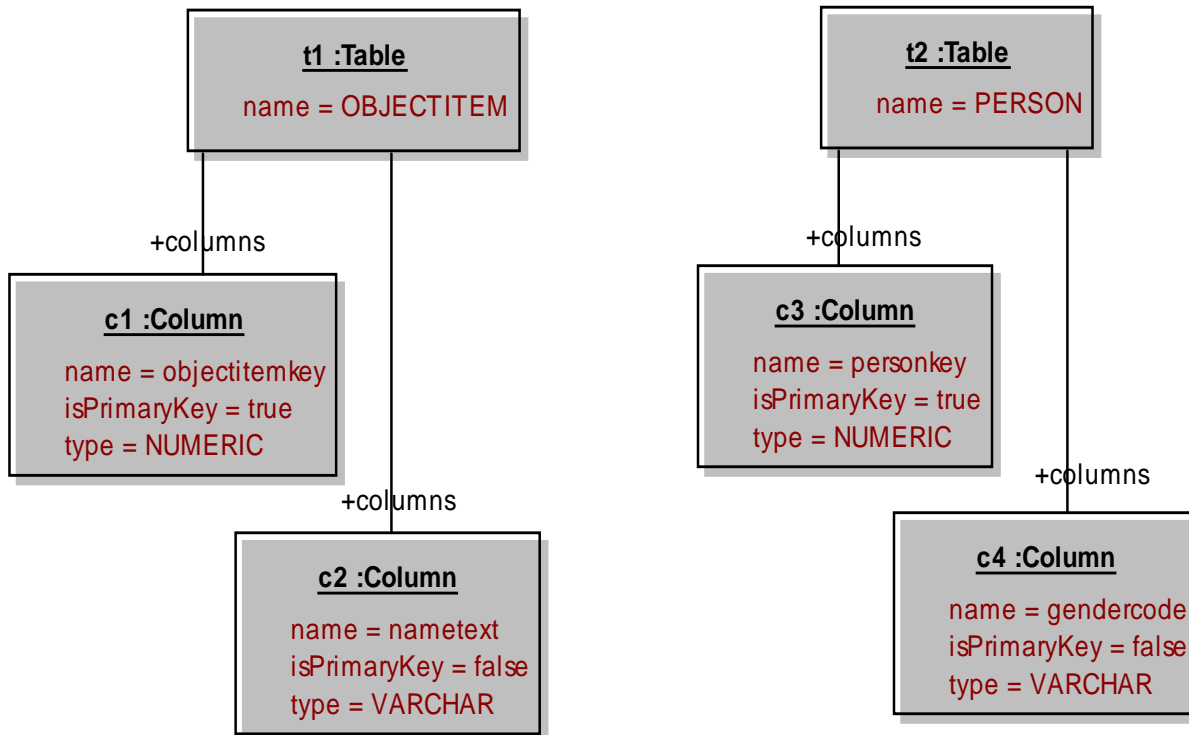 t1 :Table
name = OBJECTITEM
t2 :Table
name = PERSON
+columns
+columns
c1 :Column
name = objectitemkey
isPrimaryKey = true
type = NUMERIC
c3 :Column
name = personkey
isPrimaryKey = true
type = NUMERIC
+columns
+columns
c2 :Column
name = nametext
isPrimaryKey = false
type = VARCHAR
c4 :Column
name = gendercode
isPrimaryKey = false
type = VARCHAR